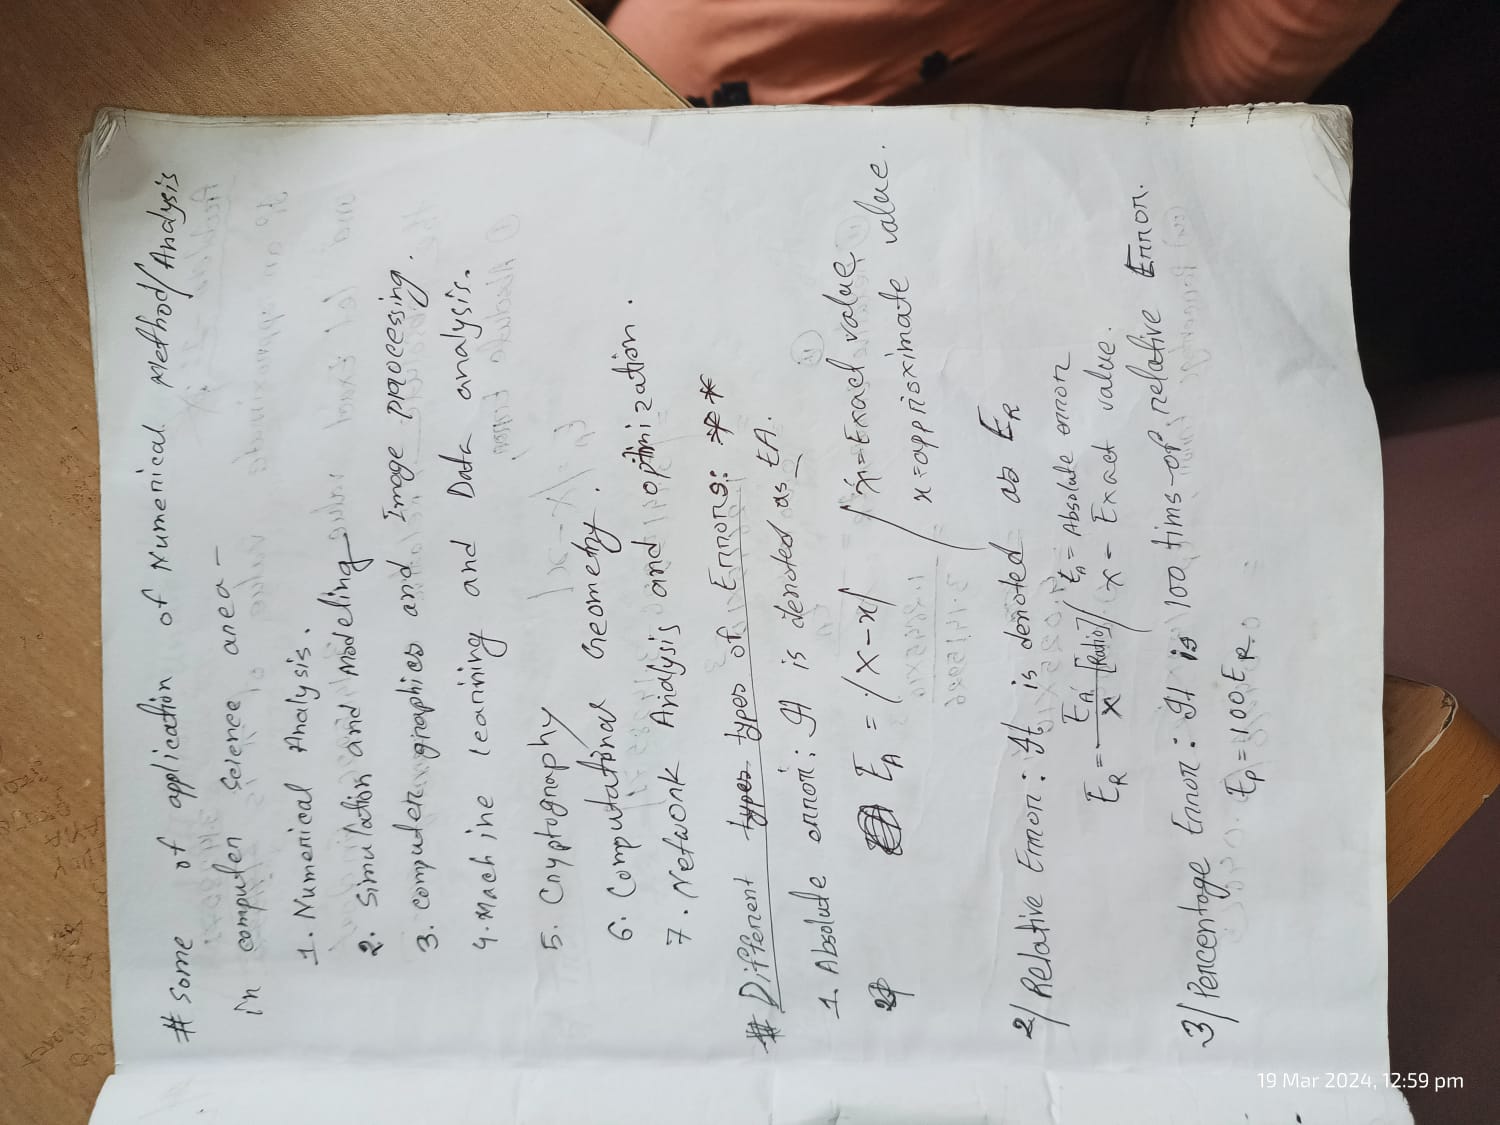 # some of application of Numerical Method/Analysis
in computer science area -
1. Numerical Analysis.
2. simulation and modeling
3. computer graphics and Image processing.
4. Machine learning and Data analysis.
5. Cryptography
6. Computational Geometry.
7. Network Analysis and optimization.
# Different types of Errors: **
1. Absolute error: It is denoted as EA.
E_A = |X - x| / x = Exact value
x = approximate value.
2/ Relative Error: It is denoted as E_R
E_R = E_A / X [Ratio] / E_A = Absolute error
x - Exact value.
3/ Percentage Error: It is 100 tims of relative Error.
E_P = 100 E_R
19 Mar 2024, 12:59 pm